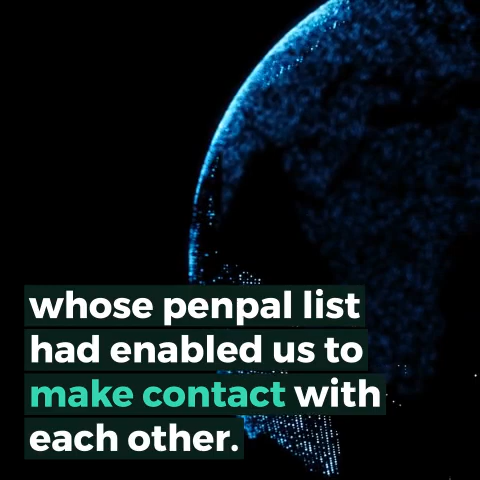 whose penpal list
had enabled us to
make contact with
each other.